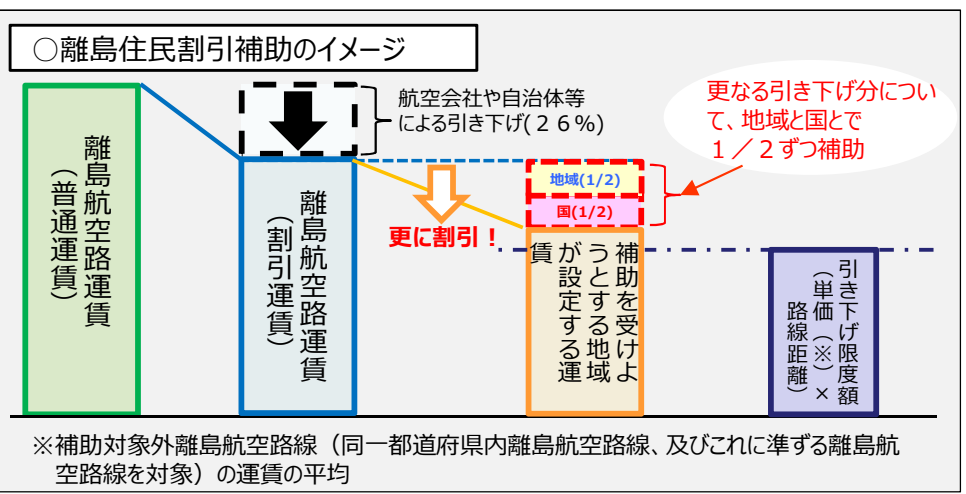 ○離島住民割引補助のイメージ
離島航空路運賃
（普通運賃）
離島航空路運賃
（割引運賃）
航空会社や自治体等
による引き下げ(２６%)
更に割引！
地域(1/2)
国(1/2)
補助を受けよ
うとする地域
が設定する運
賃
更なる引き下げ分につい
て、地域と国とで
１／２ずつ補助
引き下げ限度額
（単価（※）×
路線距離）
※補助対象外離島航空路線（同一都道府県内離島航空路線、及びこれに準ずる離島航
空路線を対象）の運賃の平均